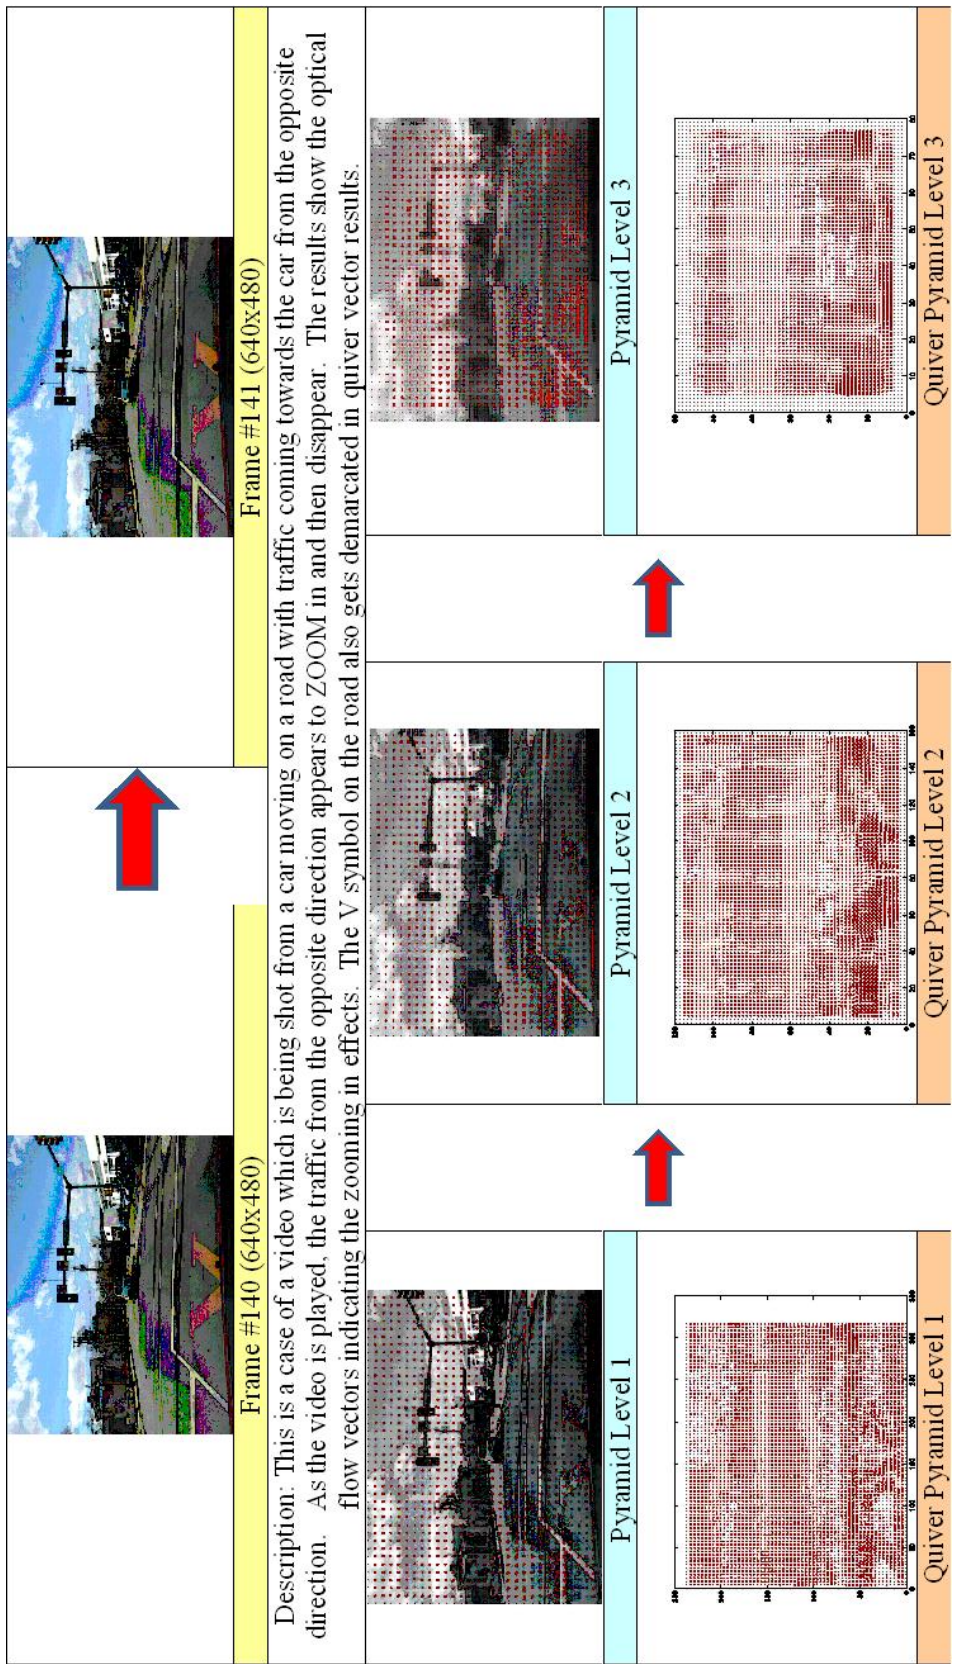 Frame #140 (640x480)
Frame #141 (640x480)
Description: This is a case of a video which is being shot from a car moving on a road with traffic coming towards the car from the opposite
direction. As the video is played, the traffic from the opposite direction appears to ZOOM in and then disappear. The results show the optical
flow vectors indicating the zooming in effects. The V symbol on the road also gets demarcated in quiver vector results.
Pyramid Level 1
Pyramid Level 2
Pyramid Level 3
Quiver Pyramid Level 1
Quiver Pyramid Level 2
Quiver Pyramid Level 3